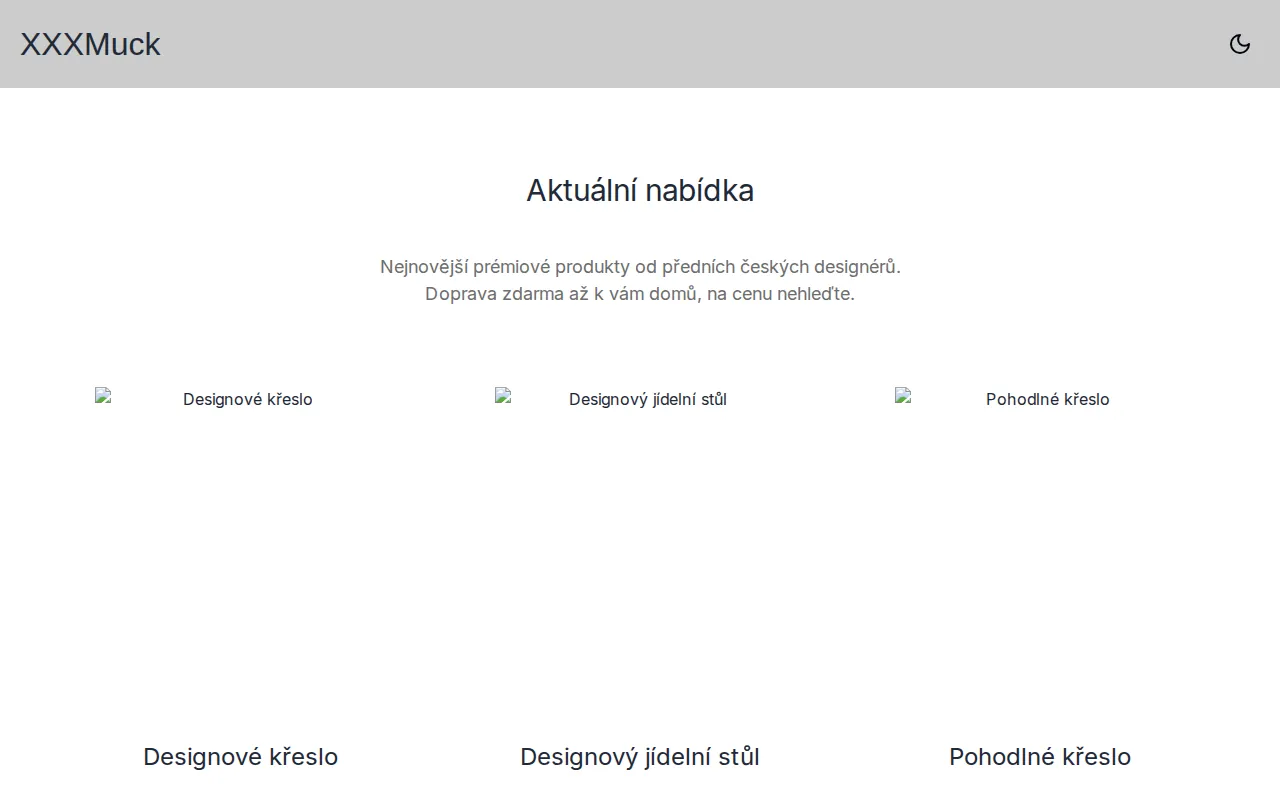 XXXMuck
Aktuální nabídka
Nejnovější prémiové produkty od předních českých designérů.
Doprava zdarma až k vám domů, na cenu nehleďte.
Designové křeslo
Designový jídelní stůl
Pohodlné křeslo
Designové křeslo
Designový jídelní stůl
Pohodlné křeslo